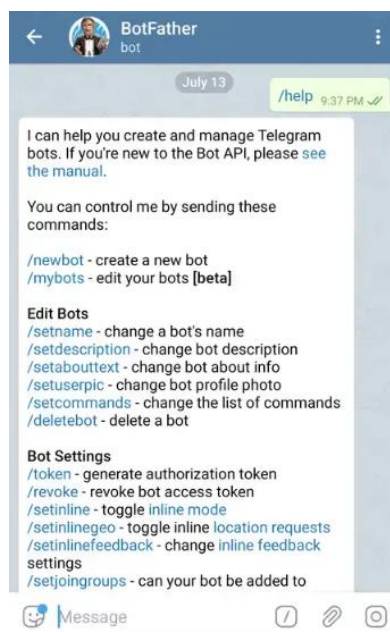 BotFather
bot
July 13
/help 9:37 PM
I can help you create and manage Telegram
bots. If you're new to the Bot API, please see
the manual.
You can control me by sending these
commands:
/newbot - create a new bot
/mybots - edit your bots [beta]
Edit Bots
/setname - change a bot's name
/setdescription - change bot description
/setabouttext - change bot about info
/setuserpic - change bot profile photo
/setcommands - change the list of commands
/deletebot - delete a bot
Bot Settings
/token - generate authorization token
/revoke - revoke bot access token
/setinline - toggle inline mode
/setinlinegeo - toggle inline location requests
/setinlinefeedback - change inline feedback
settings
/setjoingroups - can your bot be added to
Message